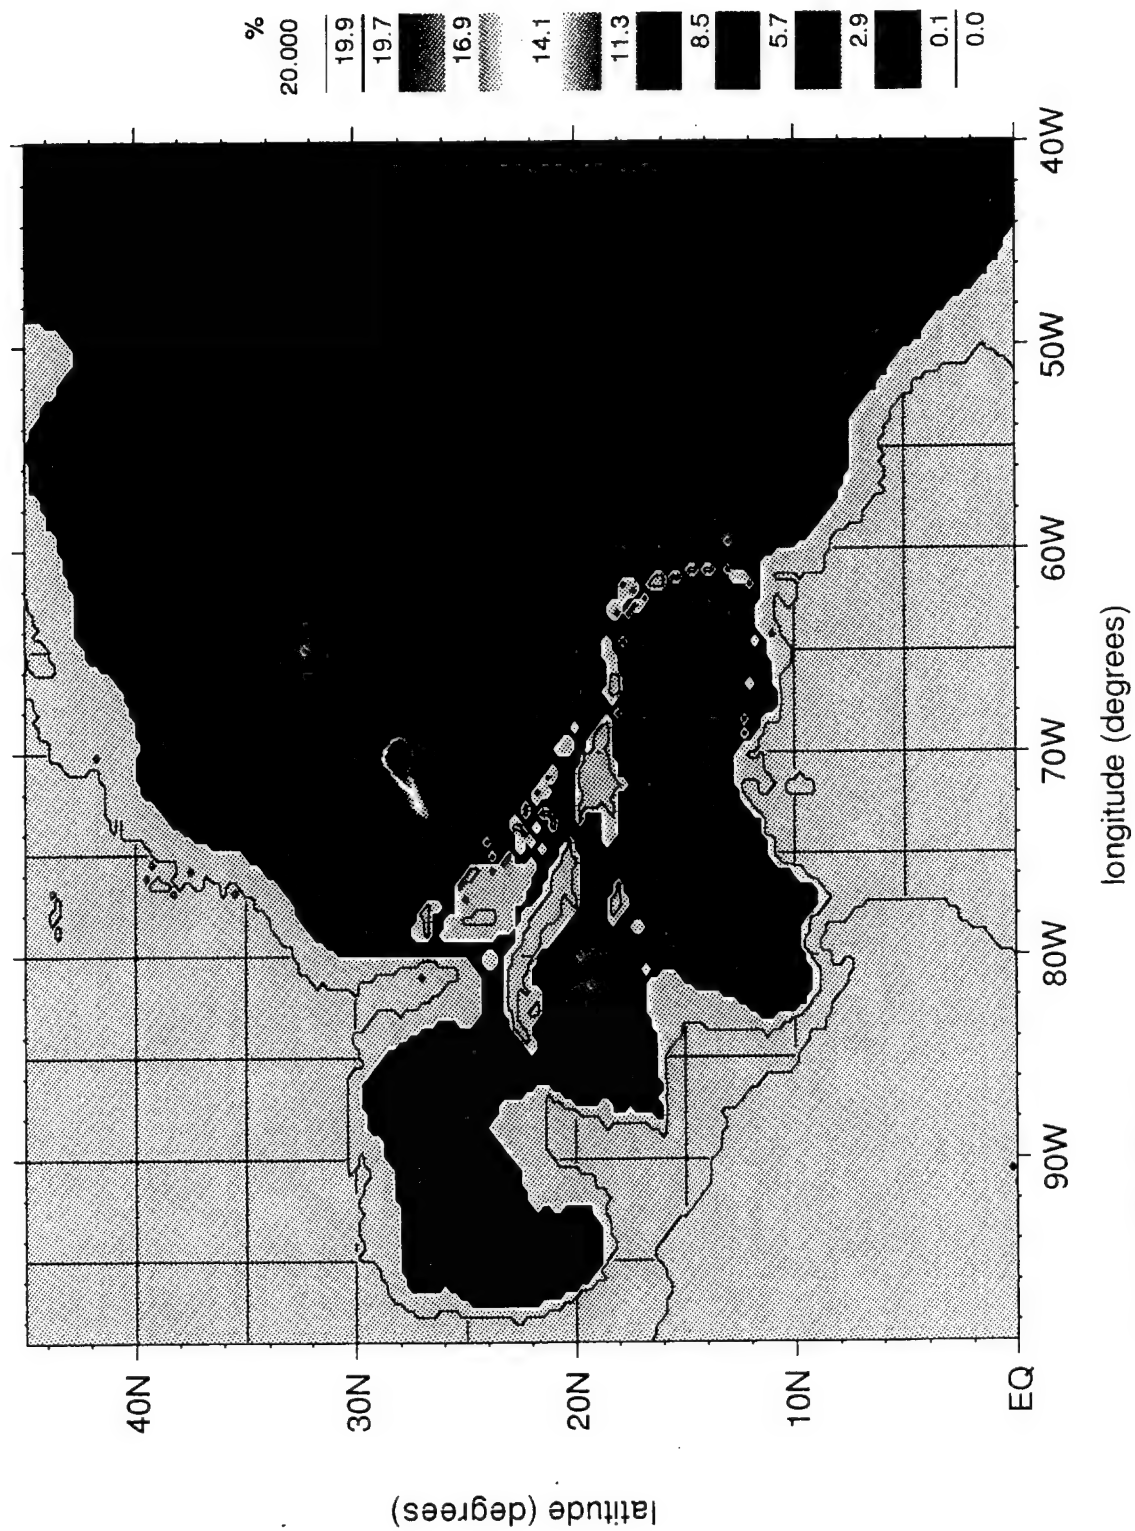 %
20.000
19.9
19.7
16.9
14.1
11.3
8.5
5.7
2.9
0.1
0.0
40N
30N
20N
10N
EQ
90W
80W
70W
60W
50W
40W
latitude (degrees)
longitude (degrees)